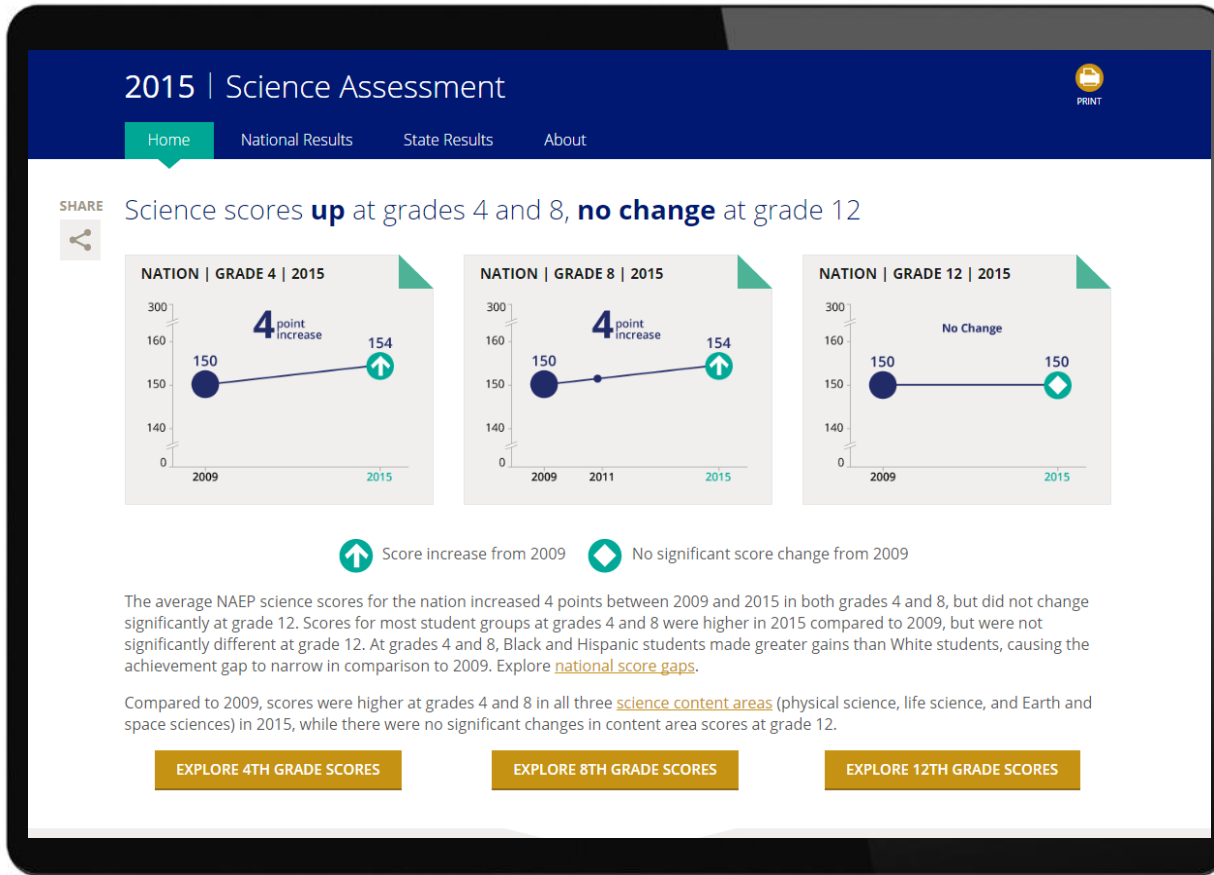 2015 | Science Assessment
PRINT
Home National Results State Results About
SHARE
Science scores up at grades 4 and 8, no change at grade 12
NATION | GRADE 4 | 2015
300
4 point increase
160
154
150
150
140
0
2009 2015
NATION | GRADE 8 | 2015
300
4 point increase
160
154
150
150
140
0
2009 2011 2015
NATION | GRADE 12 | 2015
300
No Change
160
150 150
150
140
0
2009 2015
Score increase from 2009 No significant score change from 2009
The average NAEP science scores for the nation increased 4 points between 2009 and 2015 in both grades 4 and 8, but did not change
significantly at grade 12. Scores for most student groups at grades 4 and 8 were higher in 2015 compared to 2009, but were not
significantly different at grade 12. At grades 4 and 8, Black and Hispanic students made greater gains than White students, causing the
achievement gap to narrow in comparison to 2009. Explore national score gaps.
Compared to 2009, scores were higher at grades 4 and 8 in all three science content areas (physical science, life science, and Earth and
space sciences) in 2015, while there were no significant changes in content area scores at grade 12.
EXPLORE 4TH GRADE SCORES EXPLORE 8TH GRADE SCORES EXPLORE 12TH GRADE SCORES